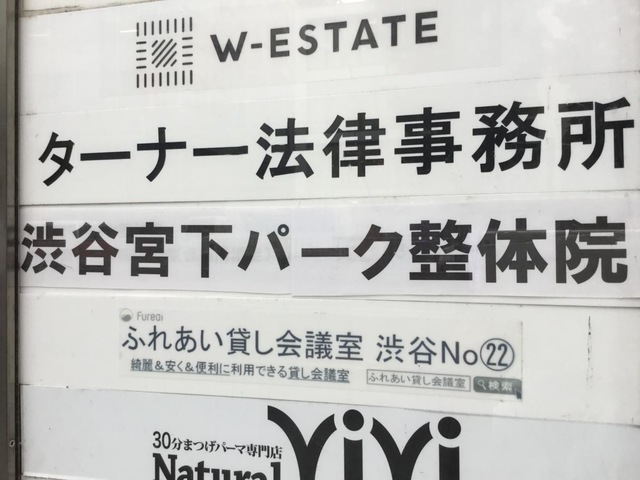 W-ESTATE
ターナー法律事務所
渋谷宮下パーク整体院
Fureai
ふれあい貸し会議室 渋谷No㉒
綺麗&安く&便利に利用できる貸し会議室 ふれあい貸し会議室 検索
30分まつげパーマ専門店
Natural
ViVi